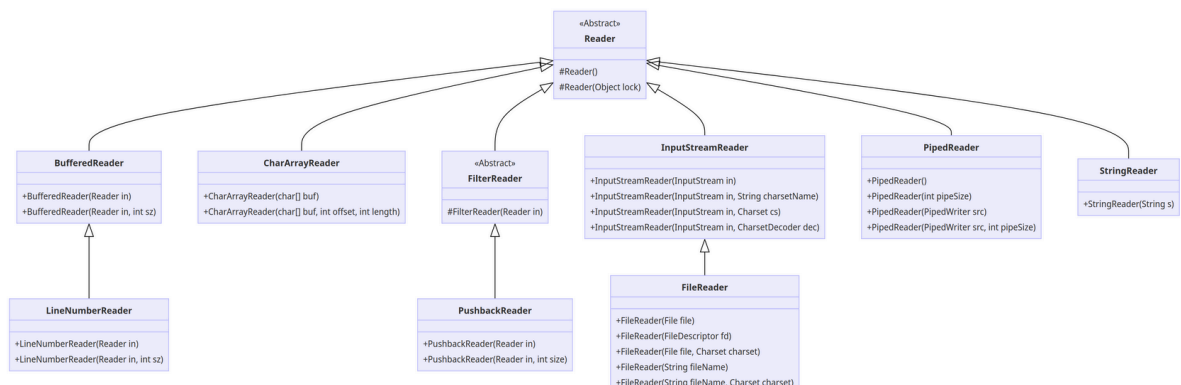 «Abstract»
Reader
#Reader()
#Reader(Object lock)
BufferedReader
+BufferedReader(Reader in)
+BufferedReader(Reader in, int sz)
CharArrayReader
+CharArrayReader(char[] buf)
+CharArrayReader(char[] buf, int offset, int length)
«Abstract»
FilterReader
#FilterReader(Reader in)
InputStreamReader
+InputStreamReader(InputStream in)
+InputStreamReader(InputStream in, String charsetName)
+InputStreamReader(InputStream in, Charset cs)
+InputStreamReader(InputStream in, CharsetDecoder dec)
PipedReader
+PipedReader()
+PipedReader(int pipeSize)
+PipedReader(PipedWriter src)
+PipedReader(PipedWriter src, int pipeSize)
StringReader
+StringReader(String s)
LineNumberReader
+LineNumberReader(Reader in)
+LineNumberReader(Reader in, int sz)
PushbackReader
+PushbackReader(Reader in)
+PushbackReader(Reader in, int size)
FileReader
+FileReader(File file)
+FileReader(FileDescriptor fd)
+FileReader(File file, Charset charset)
+FileReader(String fileName)
+FileReader(String fileName, Charset charset)